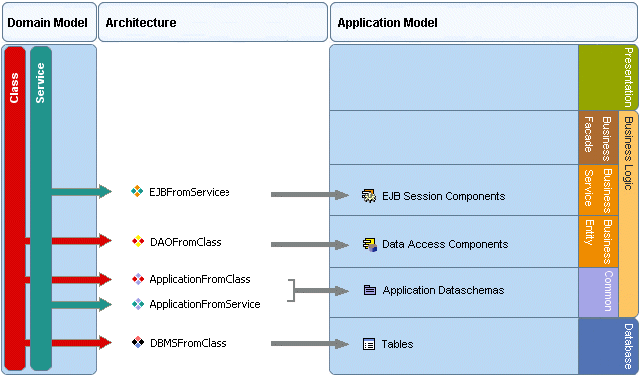 Domain Model
Architecture
Application Model
Class
Service
EJBFromServices
DAOFromClass
ApplicationFromClass
ApplicationFromService
DBMSFromClass
EJB Session Components
Data Access Components
Application Dataschemas
Tables
Presentation
Business
Facade
Business
Service
Business
Entity
Common
Business Logic
Database